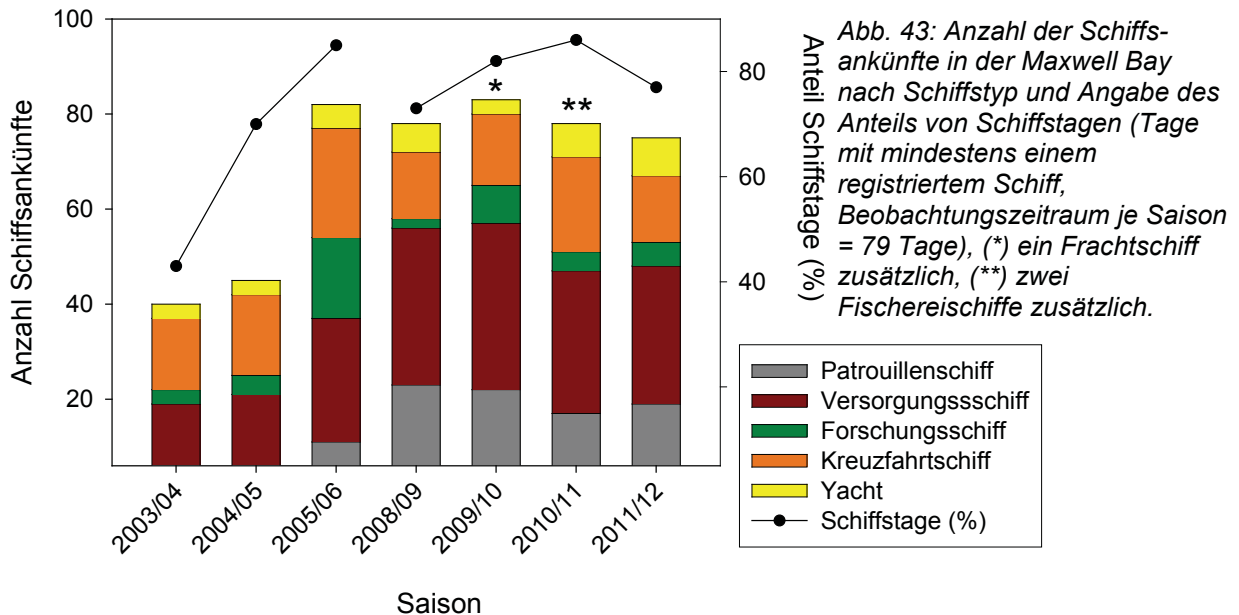 100
80
60
40
20
Anzahl Schiffsankünfte
*
**
80
60
40
Anteil Schiffstage (%)
2003/04
2004/05
2005/06
2008/09
2009/10
2010/11
2011/12
Saison
Abb. 43: Anzahl der Schiffs-
ankünfte in der Maxwell Bay
nach Schiffstyp und Angabe des
Anteils von Schiffstagen (Tage
mit mindestens einem
registriertem Schiff,
Beobachtungszeitraum je Saison
= 79 Tage), (*) ein Frachtschiff
zusätzlich, (**) zwei
Fischereischiffe zusätzlich.
Patrouillenschiff
Versorgungssschiff
Forschungsschiff
Kreuzfahrtschiff
Yacht
Schiffstage (%)